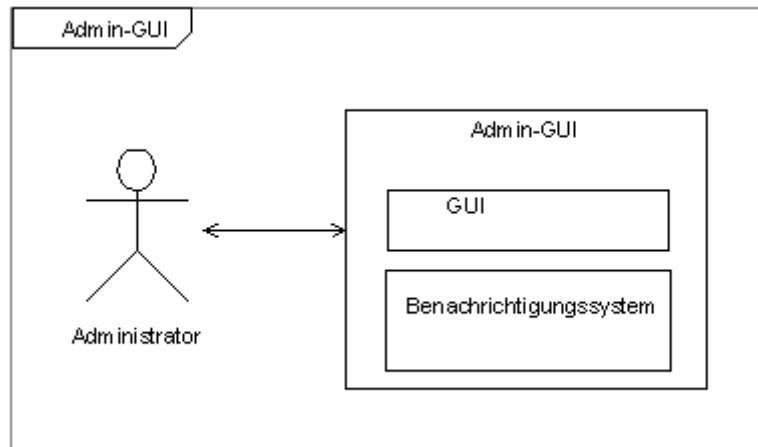 Admin-GUI
Admin-GUI
GUI
Benachrichtigungssystem
Administrator